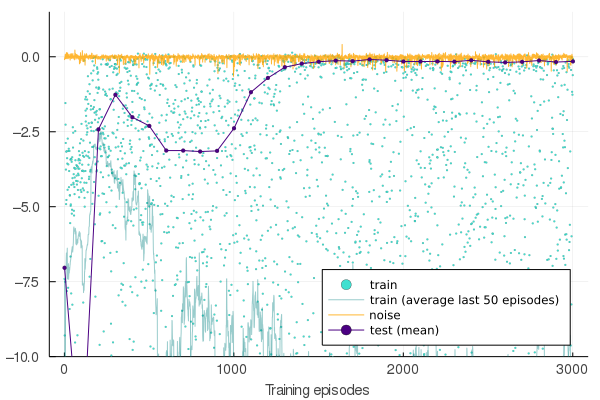 0.0
−2.5
−5.0
−7.5
−10.0
train
train (average last 50 episodes)
noise
test (mean)
0
1000
2000
3000
Training episodes